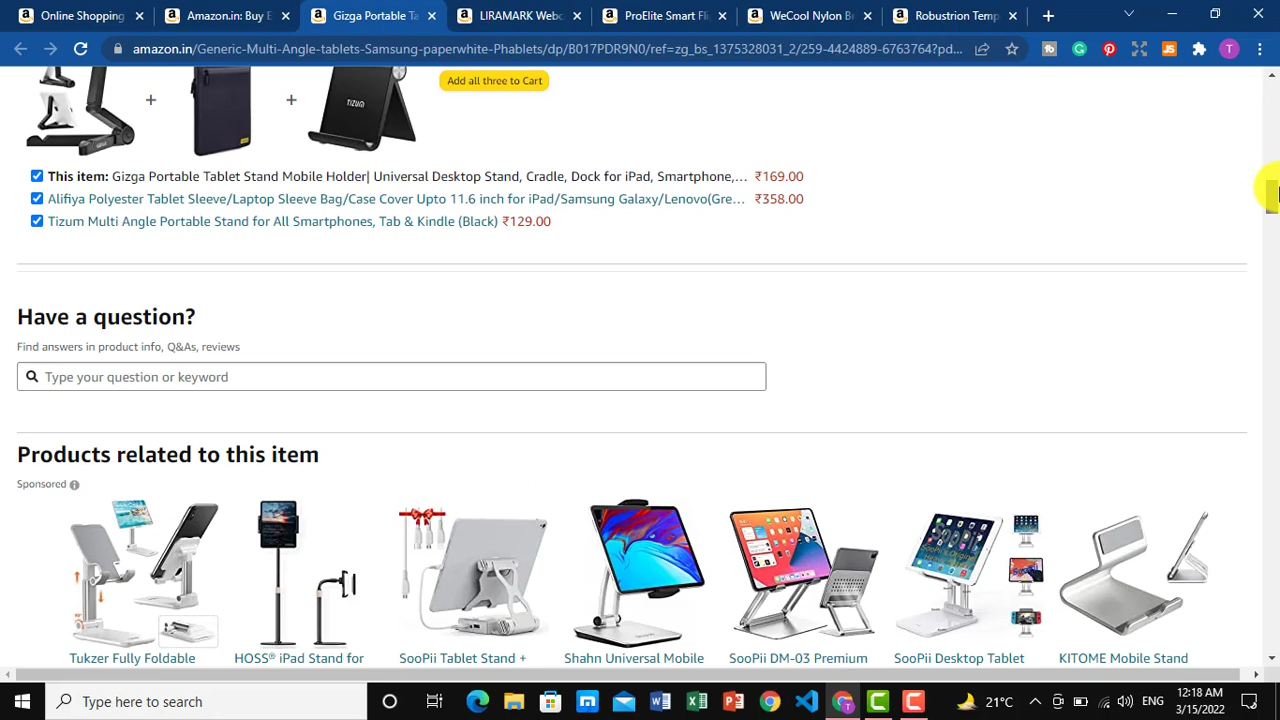 Online Shopping
Amazon.in: Buy E
Gizga Portable Ta
LIRAMARK Webc
ProElite Smart Fli
WeCool Nylon Br
Robustrion Temp
amazon.in/Generic-Multi-Angle-tablets-Samsung-paperwhite-Phablets/dp/B017PDR9N0/ref=zg_bs_1375328031_2/259-4424889-6763764?pd...
T
TIZUM
Add all three to Cart
This item: Gizga Portable Tablet Stand Mobile Holder| Universal Desktop Stand, Cradle, Dock for iPad, Smartphone,... ₹169.00
Alifiya Polyester Tablet Sleeve/Laptop Sleeve Bag/Case Cover Upto 11.6 inch for iPad/Samsung Galaxy/Lenovo(Gre... ₹358.00
Tizum Multi Angle Portable Stand for All Smartphones, Tab & Kindle (Black) ₹129.00
Have a question?
Find answers in product info, Q&As, reviews
Type your question or keyword
Products related to this item
Sponsored
Tukzer Fully Foldable
HOSS® iPad Stand for
SooPii Tablet Stand +
Shahn Universal Mobile
SooPii DM-03 Premium
SooPii Desktop Tablet
KITOME Mobile Stand
Type here to search
21°C
ENG
12:18 AM
3/15/2022